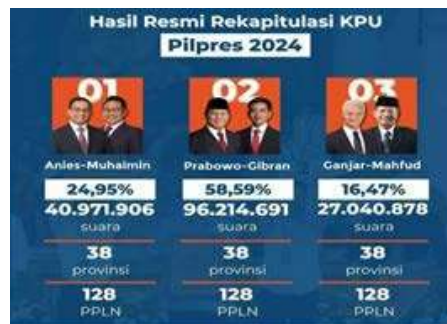 Hasil Resmi Rekapitulasi KPU
Pilpres 2024
01 02 03
Anies-Muhaimin Prabowo-Gibran Ganjar-Mahfud
24,95% 58,59% 16,47%
40.971.906 96.214.691 27.040.878
suara suara suara
38 38 38
provinsi provinsi provinsi
128 128 128
PPLN PPLN PPLN